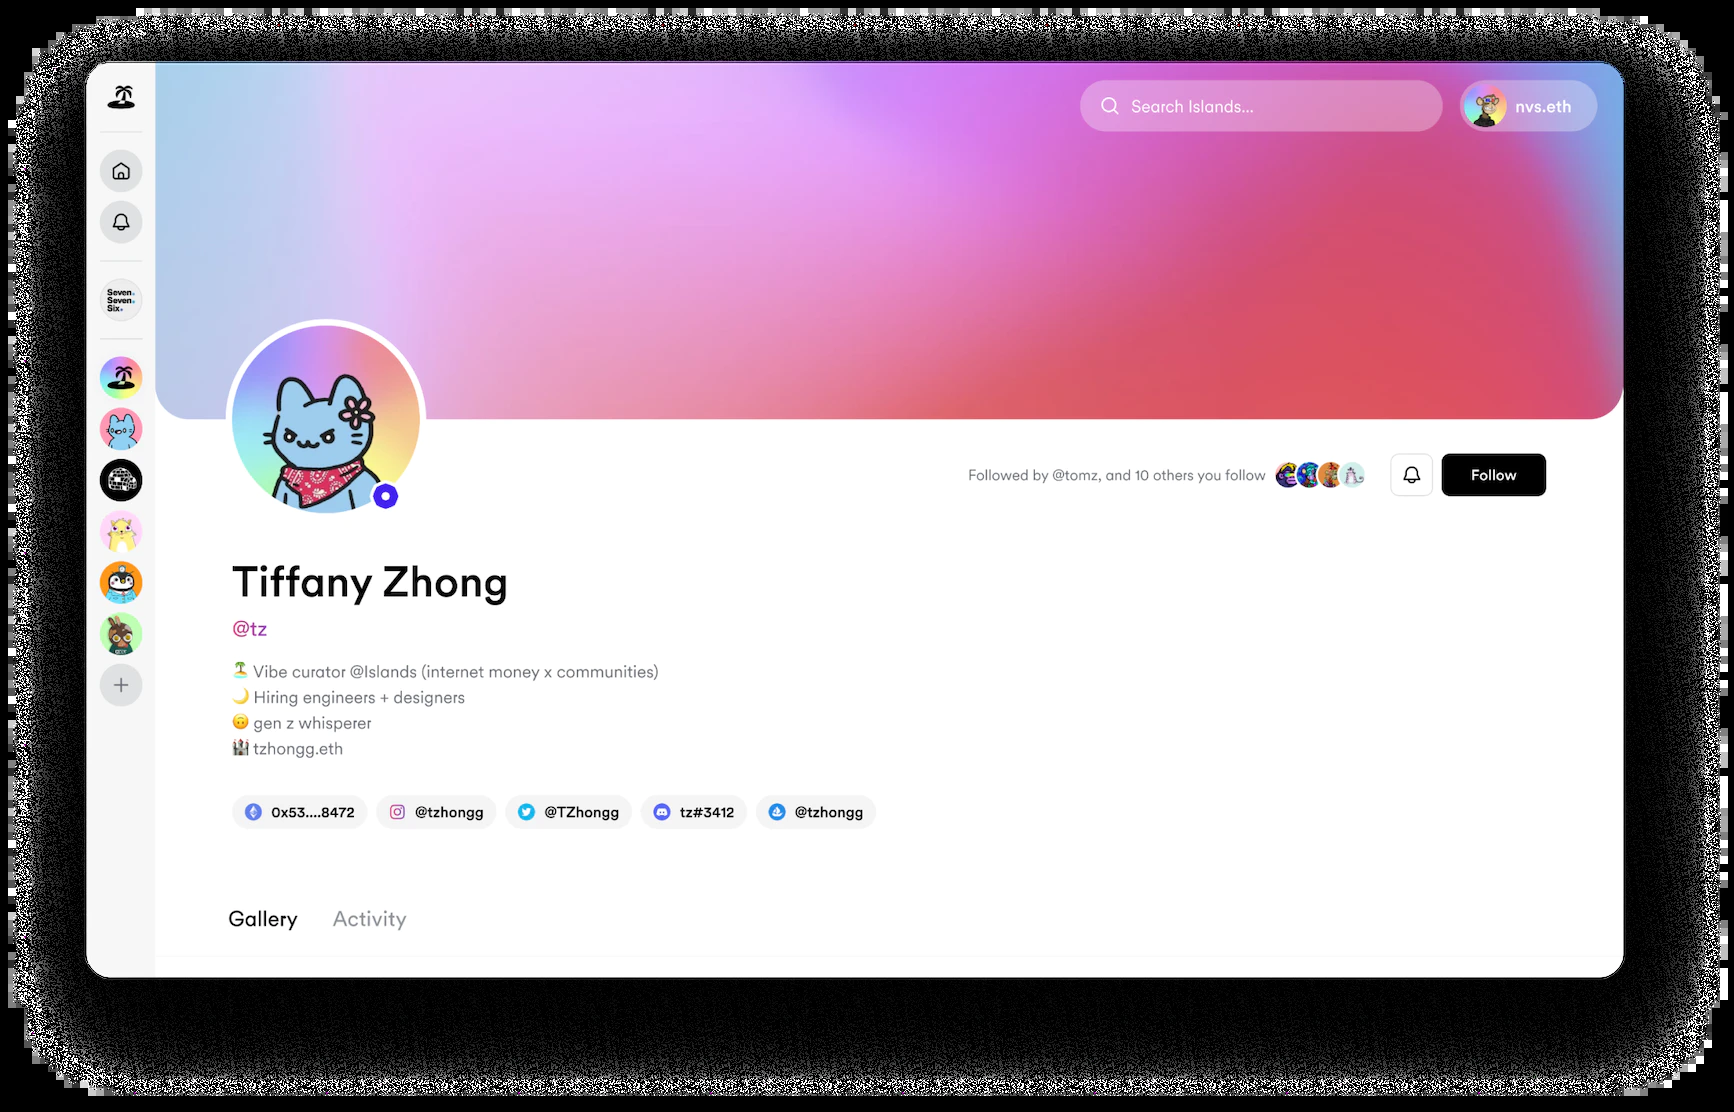 Search Islands...
nvs.eth
Seven.
Seven.
Six.
Followed by @tomz, and 10 others you follow
Follow
Tiffany Zhong
@tz
Vibe curator @Islands (internet money x communities)
Hiring engineers + designers
gen z whisperer
tzhongg.eth
0x53....8472
@tzhongg
@TZhongg
tz#3412
@tzhongg
Gallery
Activity